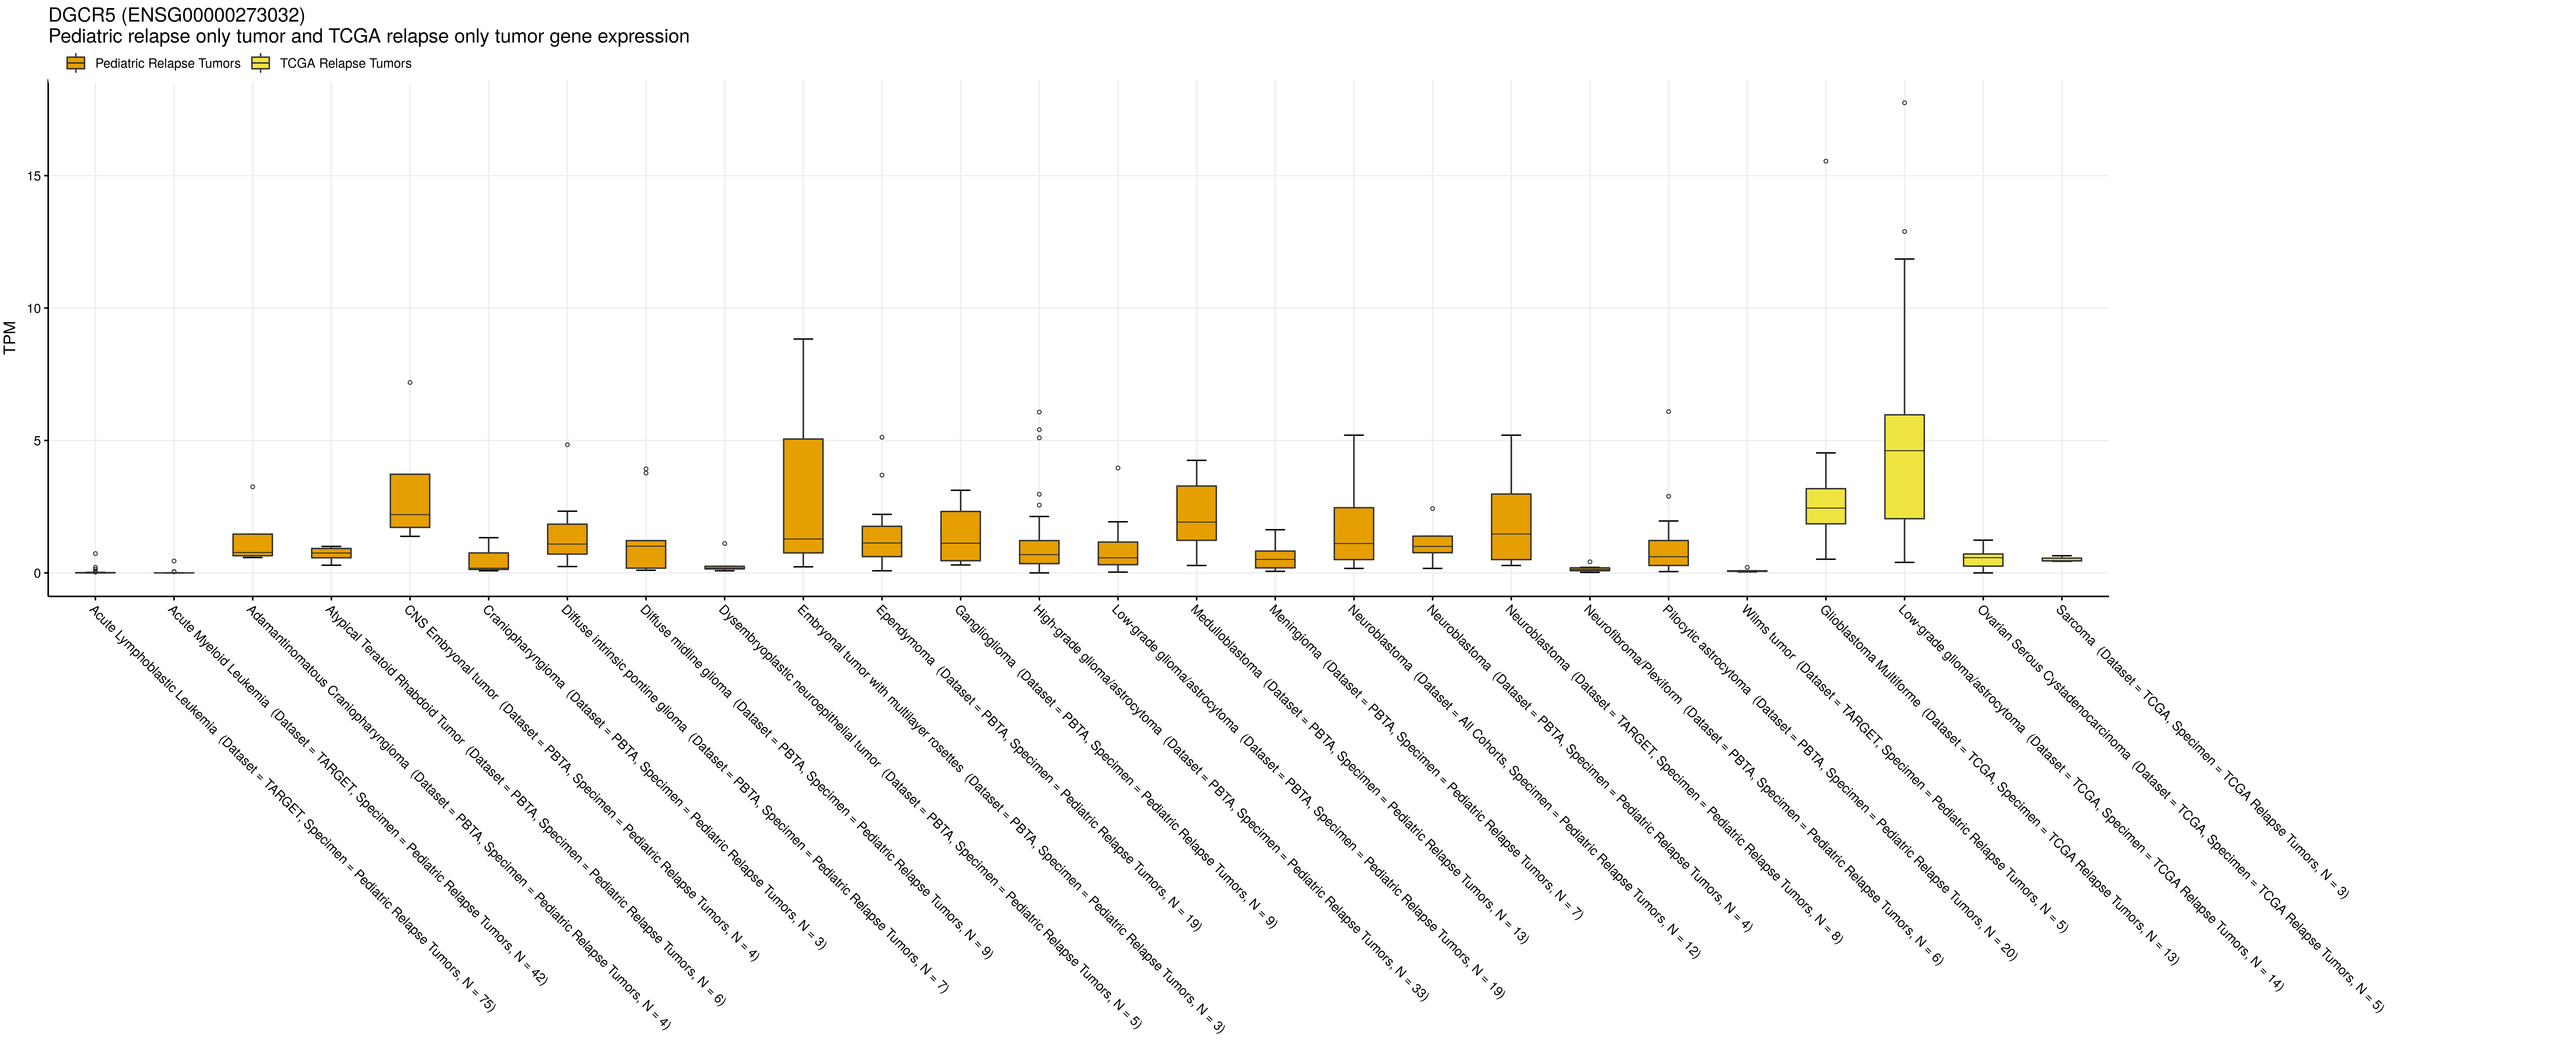 DGCR5 (ENSG00000273032)
Pediatric relapse only tumor and TCGA relapse only tumor gene expression
Pediatric Relapse Tumors
TCGA Relapse Tumors
TPM
15
10
5
0
Acute Lymphoblastic Leukemia (Dataset = TARGET, Specimen = Pediatric Relapse Tumors, N = 75)
Acute Myeloid Leukemia (Dataset = TARGET, Specimen = Pediatric Relapse Tumors, N = 42)
Adamantinomatous Craniopharyngioma (Dataset = PBTA, Specimen = Pediatric Relapse Tumors, N = 4)
Atypical Teratoid Rhabdoid Tumor (Dataset = PBTA, Specimen = Pediatric Relapse Tumors, N = 6)
CNS Embryonal tumor (Dataset = PBTA, Specimen = Pediatric Relapse Tumors, N = 4)
Craniopharyngioma (Dataset = PBTA, Specimen = Pediatric Relapse Tumors, N = 3)
Diffuse intrinsic pontine glioma (Dataset = PBTA, Specimen = Pediatric Relapse Tumors, N = 7)
Diffuse midline glioma (Dataset = PBTA, Specimen = Pediatric Relapse Tumors, N = 9)
Dysembryoplastic neuroepithelial tumor (Dataset = PBTA, Specimen = Pediatric Relapse Tumors, N = 5)
Embryonal tumor with multilayer rosettes (Dataset = PBTA, Specimen = Pediatric Relapse Tumors, N = 3)
Ependymoma (Dataset = PBTA, Specimen = Pediatric Relapse Tumors, N = 19)
Ganglioglioma (Dataset = PBTA, Specimen = Pediatric Relapse Tumors, N = 9)
High-grade glioma/astrocytoma (Dataset = PBTA, Specimen = Pediatric Relapse Tumors, N = 33)
Low-grade glioma/astrocytoma (Dataset = PBTA, Specimen = Pediatric Relapse Tumors, N = 19)
Medulloblastoma (Dataset = PBTA, Specimen = Pediatric Relapse Tumors, N = 13)
Meningioma (Dataset = PBTA, Specimen = Pediatric Relapse Tumors, N = 7)
Neuroblastoma (Dataset = All Cohorts, Specimen = Pediatric Relapse Tumors, N = 12)
Neuroblastoma (Dataset = PBTA, Specimen = Pediatric Relapse Tumors, N = 4)
Neuroblastoma (Dataset = TARGET, Specimen = Pediatric Relapse Tumors, N = 8)
Neurofibroma/Plexiform (Dataset = PBTA, Specimen = Pediatric Relapse Tumors, N = 6)
Pilocytic astrocytoma (Dataset = PBTA, Specimen = Pediatric Relapse Tumors, N = 20)
Wilms tumor (Dataset = TARGET, Specimen = Pediatric Relapse Tumors, N = 5)
Glioblastoma Multiforme (Dataset = TCGA, Specimen = TCGA Relapse Tumors, N = 13)
Low-grade glioma/astrocytoma (Dataset = TCGA, Specimen = TCGA Relapse Tumors, N = 14)
Ovarian Serous Cystadenocarcinoma (Dataset = TCGA, Specimen = TCGA Relapse Tumors, N = 5)
Sarcoma (Dataset = TCGA, Specimen = TCGA Relapse Tumors, N = 3)